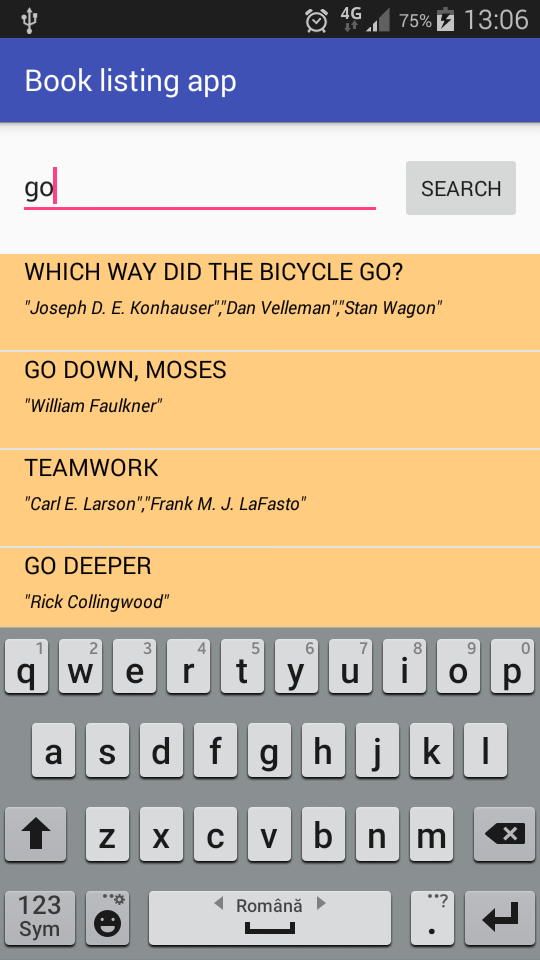 4G 75% 13:06
Book listing app
go SEARCH
WHICH WAY DID THE BICYCLE GO?
"Joseph D. E. Konhauser","Dan Velleman","Stan Wagon"
GO DOWN, MOSES
"William Faulkner"
TEAMWORK
"Carl E. Larson","Frank M. J. LaFasto"
GO DEEPER
"Rick Collingwood"
1 2 3 4 5 6 7 8 9 0
q w e r t y u i o p
a s d f g h j k l
z x c v b n m
123 Română ?
Sym .